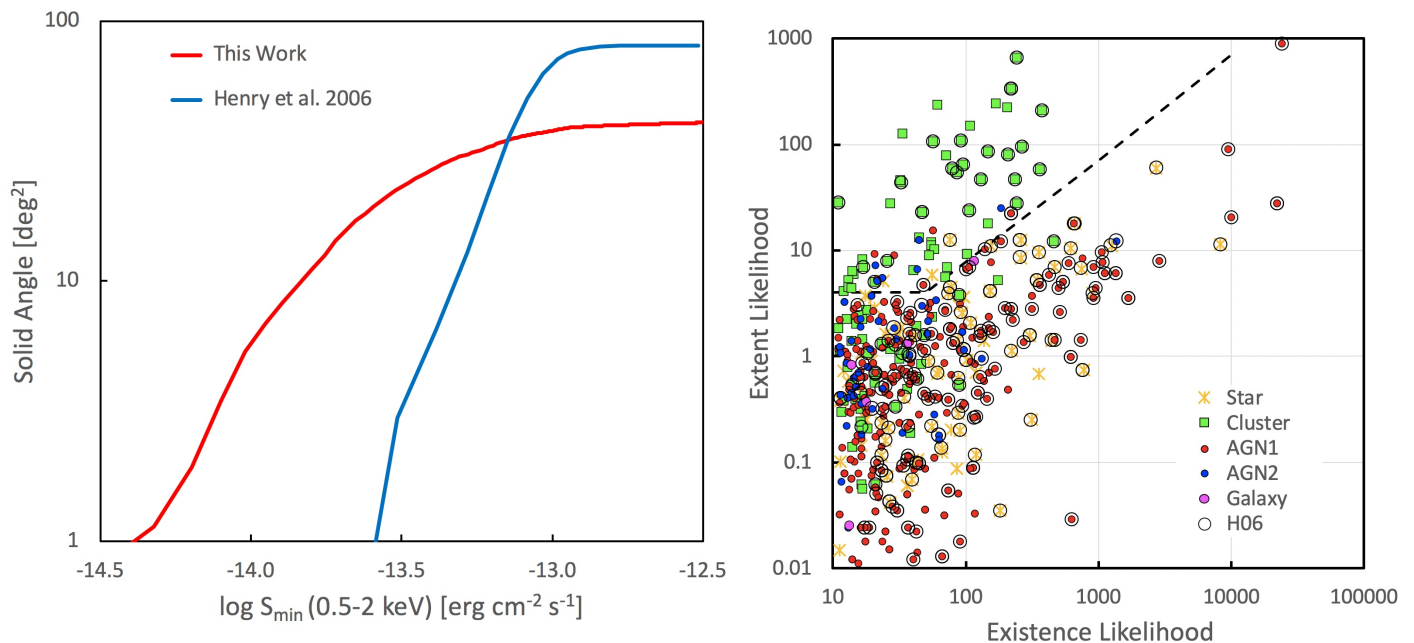 100
10
1
Solid Angle [deg²]
This Work
Henry et al. 2006
-14.5 -14.0 -13.5 -13.0 -12.5
log Smin (0.5-2 keV) [erg cm⁻² s⁻¹]
1000
100
10
1
0.1
0.01
Extent Likelihood
Star
Cluster
AGN1
AGN2
Galaxy
H06
10 100 1000 10000 100000
Existence Likelihood